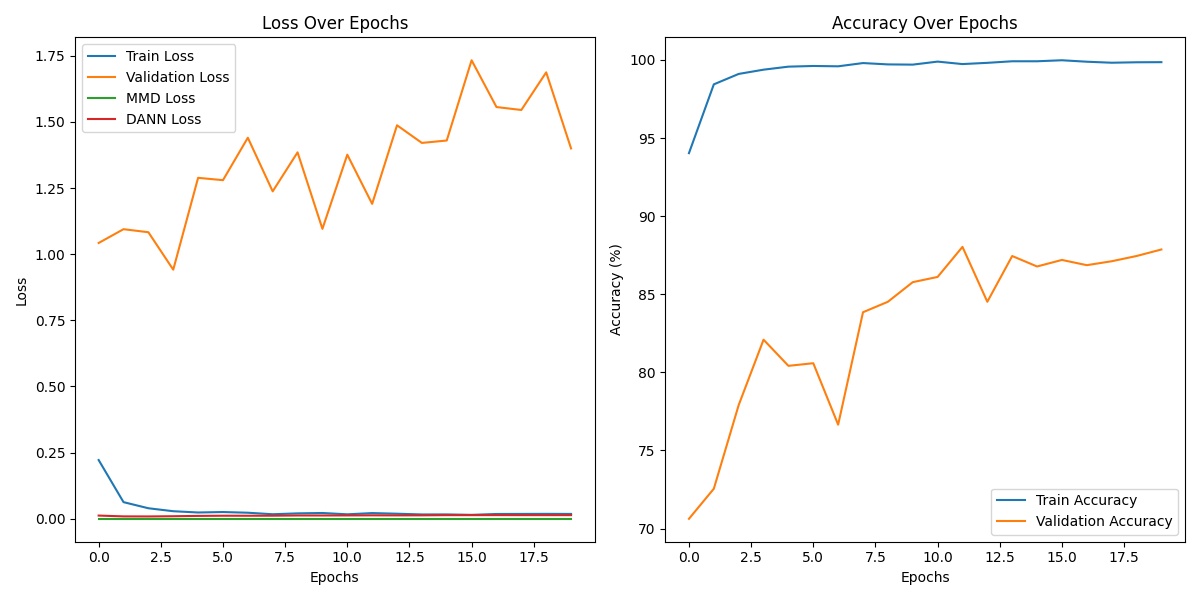 Loss Over Epochs
Train Loss
Validation Loss
MMD Loss
DANN Loss
1.75
1.50
1.25
1.00
0.75
0.50
0.25
0.00
Loss
0.0 2.5 5.0 7.5 10.0 12.5 15.0 17.5
Epochs
Accuracy Over Epochs
100
95
90
85
80
75
70
Accuracy (%)
Train Accuracy
Validation Accuracy
0.0 2.5 5.0 7.5 10.0 12.5 15.0 17.5
Epochs